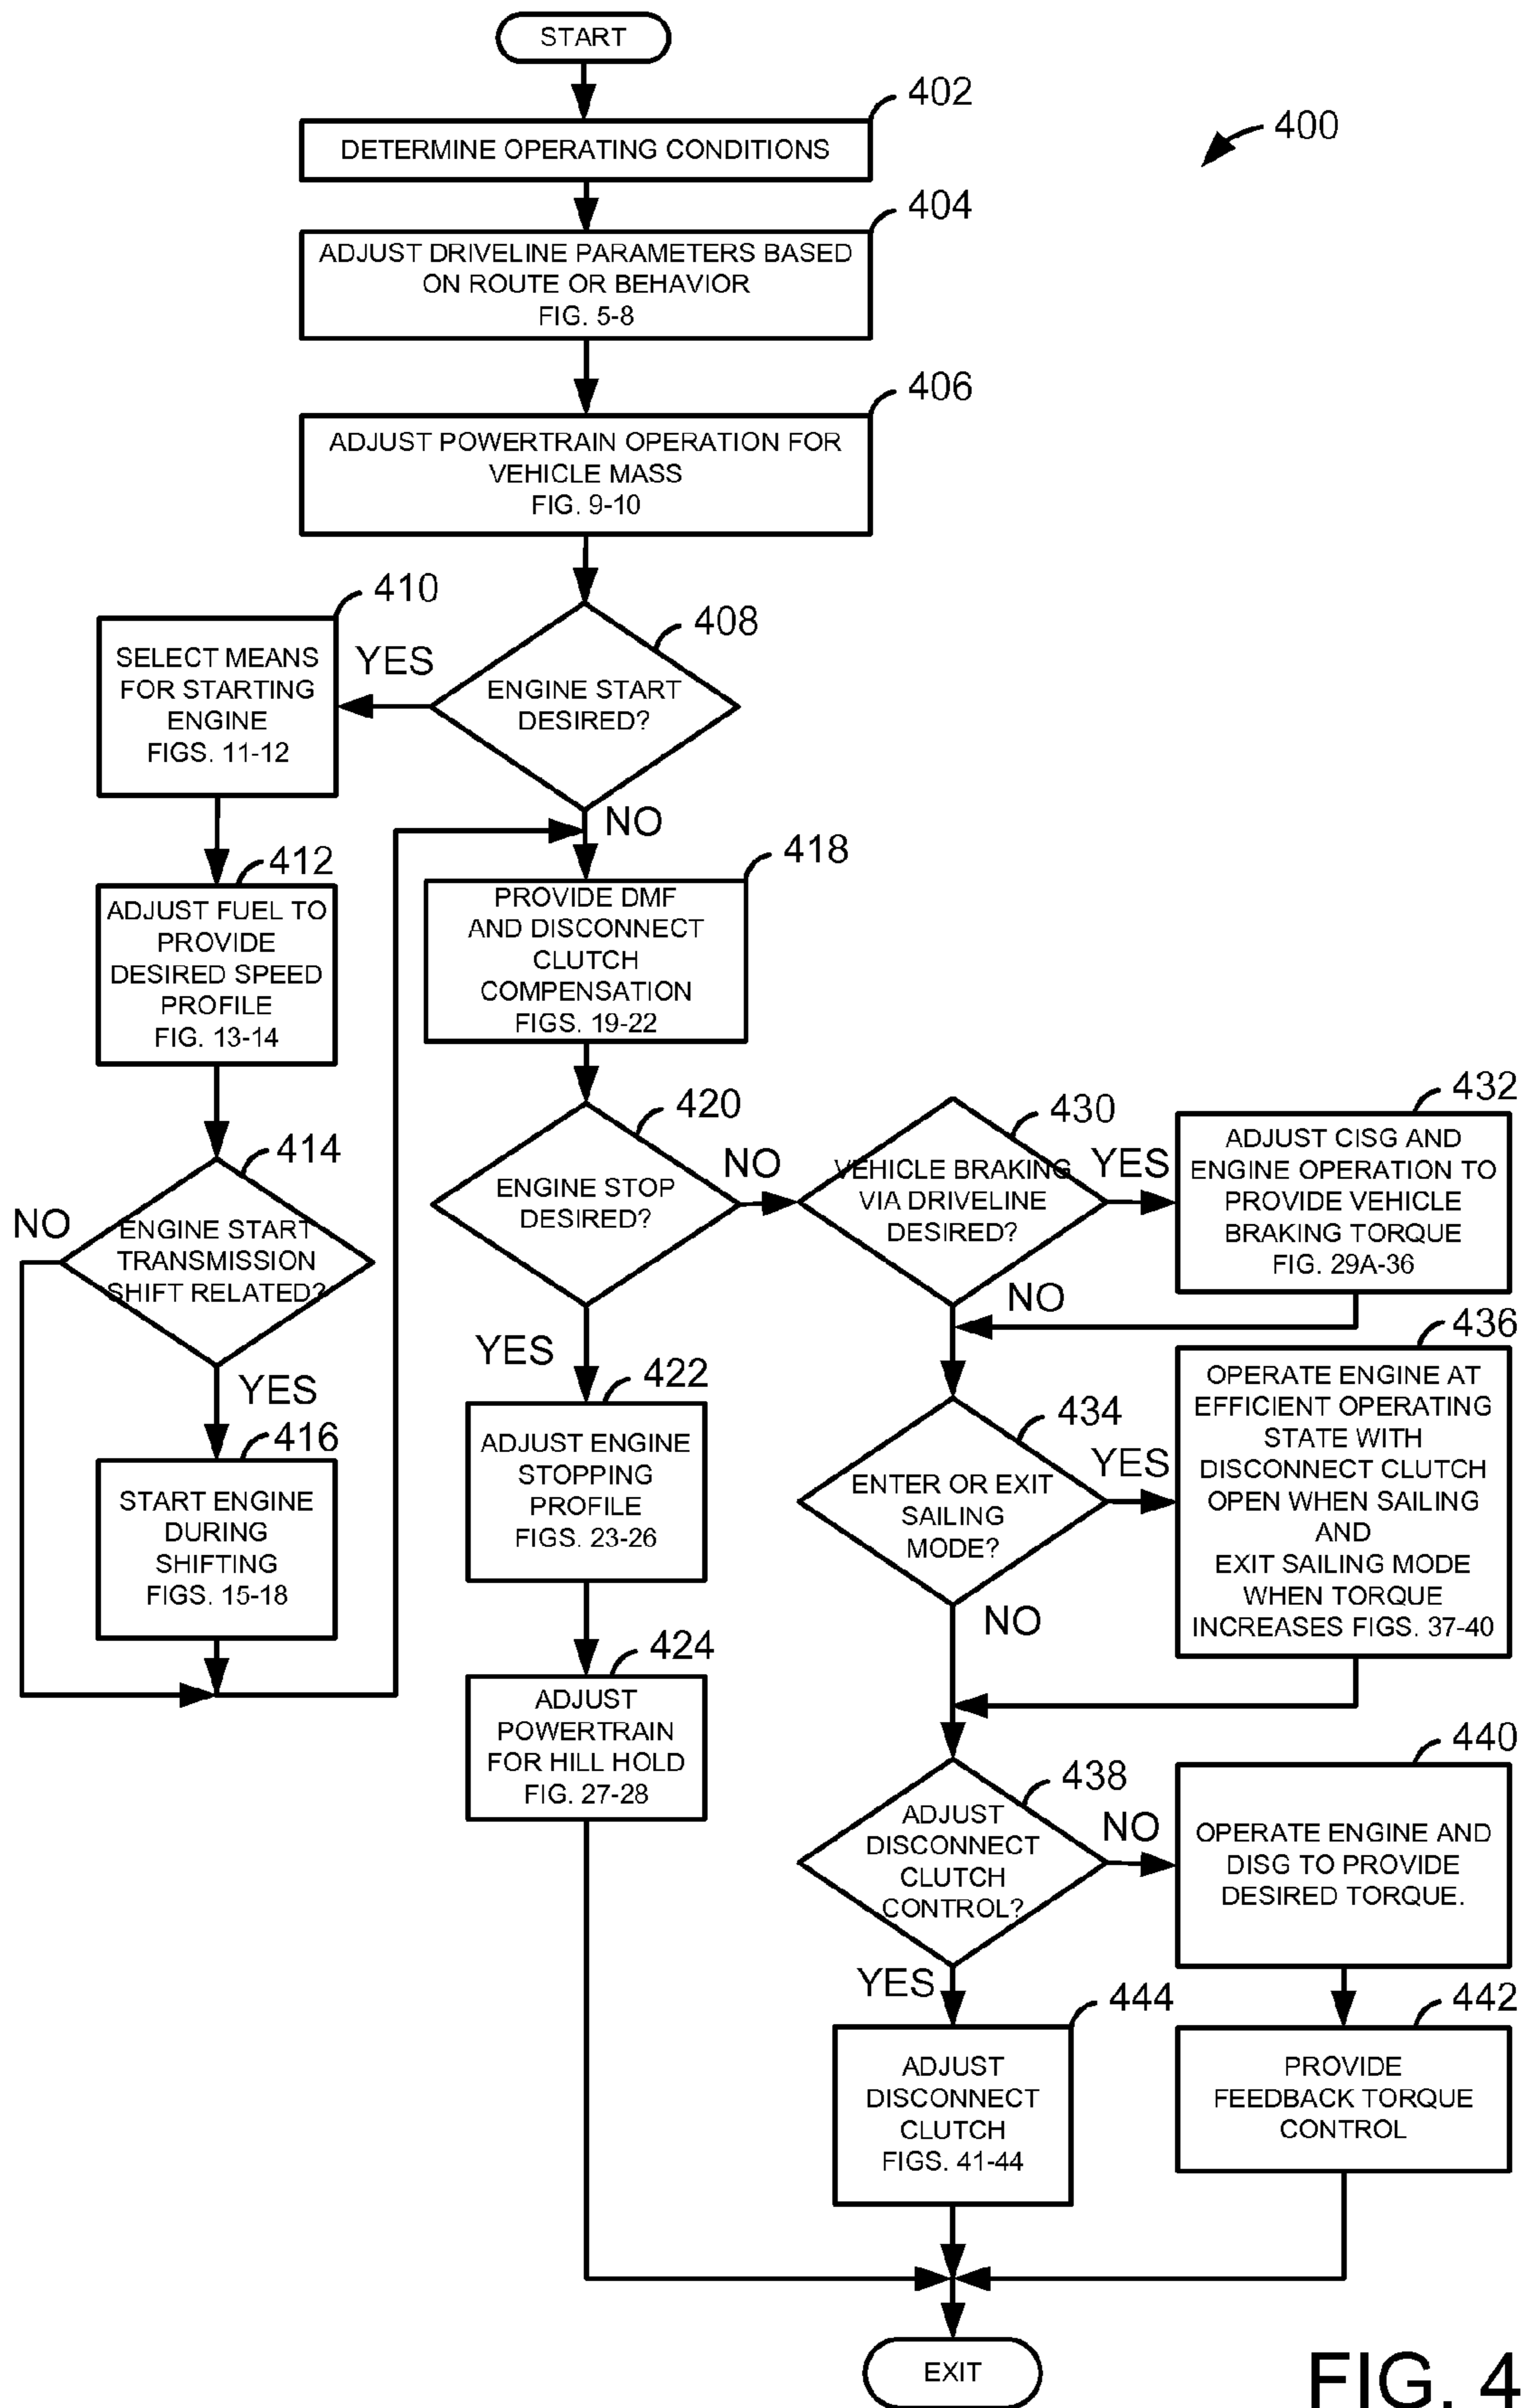 START
402
DETERMINE OPERATING CONDITIONS
400
404
ADJUST DRIVELINE PARAMETERS BASED
ON ROUTE OR BEHAVIOR
FIG. 5-8
406
ADJUST POWERTRAIN OPERATION FOR
VEHICLE MASS
FIG. 9-10
408
ENGINE START
DESIRED?
YES
410
SELECT MEANS
FOR STARTING
ENGINE
FIGS. 11-12
NO
412
ADJUST FUEL TO
PROVIDE
DESIRED SPEED
PROFILE
FIG. 13-14
414
ENGINE START
TRANSMISSION
SHIFT RELATED?
NO
YES
416
START ENGINE
DURING
SHIFTING
FIGS. 15-18
418
PROVIDE DMF
AND DISCONNECT
CLUTCH
COMPENSATION
FIGS. 19-22
420
ENGINE STOP
DESIRED?
NO
YES
422
ADJUST ENGINE
STOPPING
PROFILE
FIGS. 23-26
424
ADJUST
POWERTRAIN
FOR HILL HOLD
FIG. 27-28
430
VEHICLE BRAKING
VIA DRIVELINE
DESIRED?
YES
432
ADJUST CISG AND
ENGINE OPERATION TO
PROVIDE VEHICLE
BRAKING TORQUE
FIG. 29A-36
NO
434
ENTER OR EXIT
SAILING
MODE?
YES
436
OPERATE ENGINE AT
EFFICIENT OPERATING
STATE WITH
DISCONNECT CLUTCH
OPEN WHEN SAILING
AND
EXIT SAILING MODE
WHEN TORQUE
INCREASES FIGS. 37-40
NO
438
ADJUST
DISCONNECT
CLUTCH
CONTROL?
NO
440
OPERATE ENGINE AND
DISG TO PROVIDE
DESIRED TORQUE.
YES
444
ADJUST
DISCONNECT
CLUTCH
FIGS. 41-44
442
PROVIDE
FEEDBACK TORQUE
CONTROL
EXIT
FIG. 4